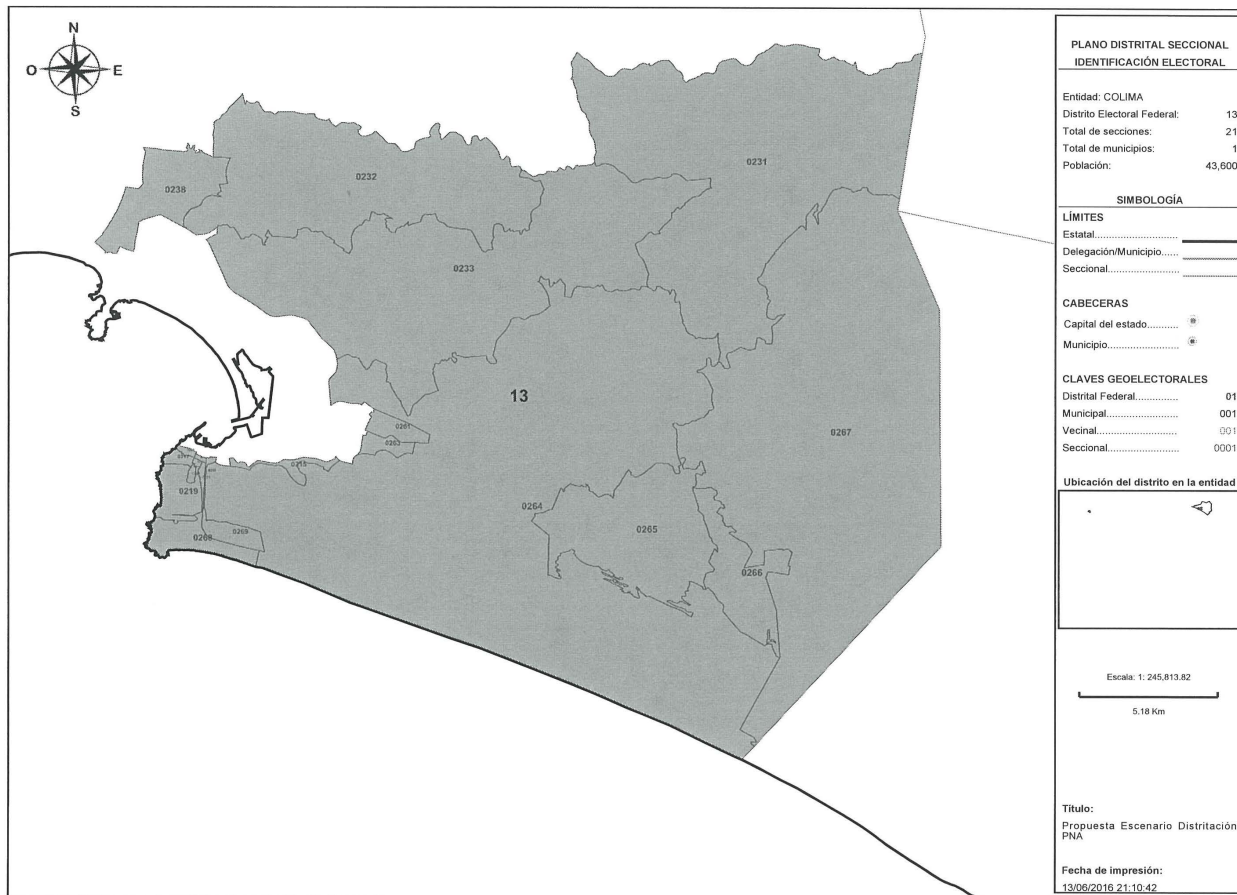 N
O
E
S
0231
0232
0238
0233
13
0261
0263
0267
0215
0219
0264
0265
0269
0268
0266
PLANO DISTRITAL SECCIONAL
IDENTIFICACIÓN ELECTORAL
Entidad: COLIMA
Distrito Electoral Federal: 13
Total de secciones: 21
Total de municipios: 1
Población: 43,600
SIMBOLOGÍA
LÍMITES
Estatal............................
Delegación/Municipio......
Seccional........................
CABECERAS
Capital del estado...........
Municipio........................
CLAVES GEOELECTORALES
Distrital Federal.............. 01
Municipal........................ 001
Vecinal........................... 001
Seccional....................... 0001
Ubicación del distrito en la entidad
Escala: 1: 245,813.82
5.18 Km
Título:
Propuesta Escenario Distritación
PNA
Fecha de impresión:
13/06/2016 21:10:42